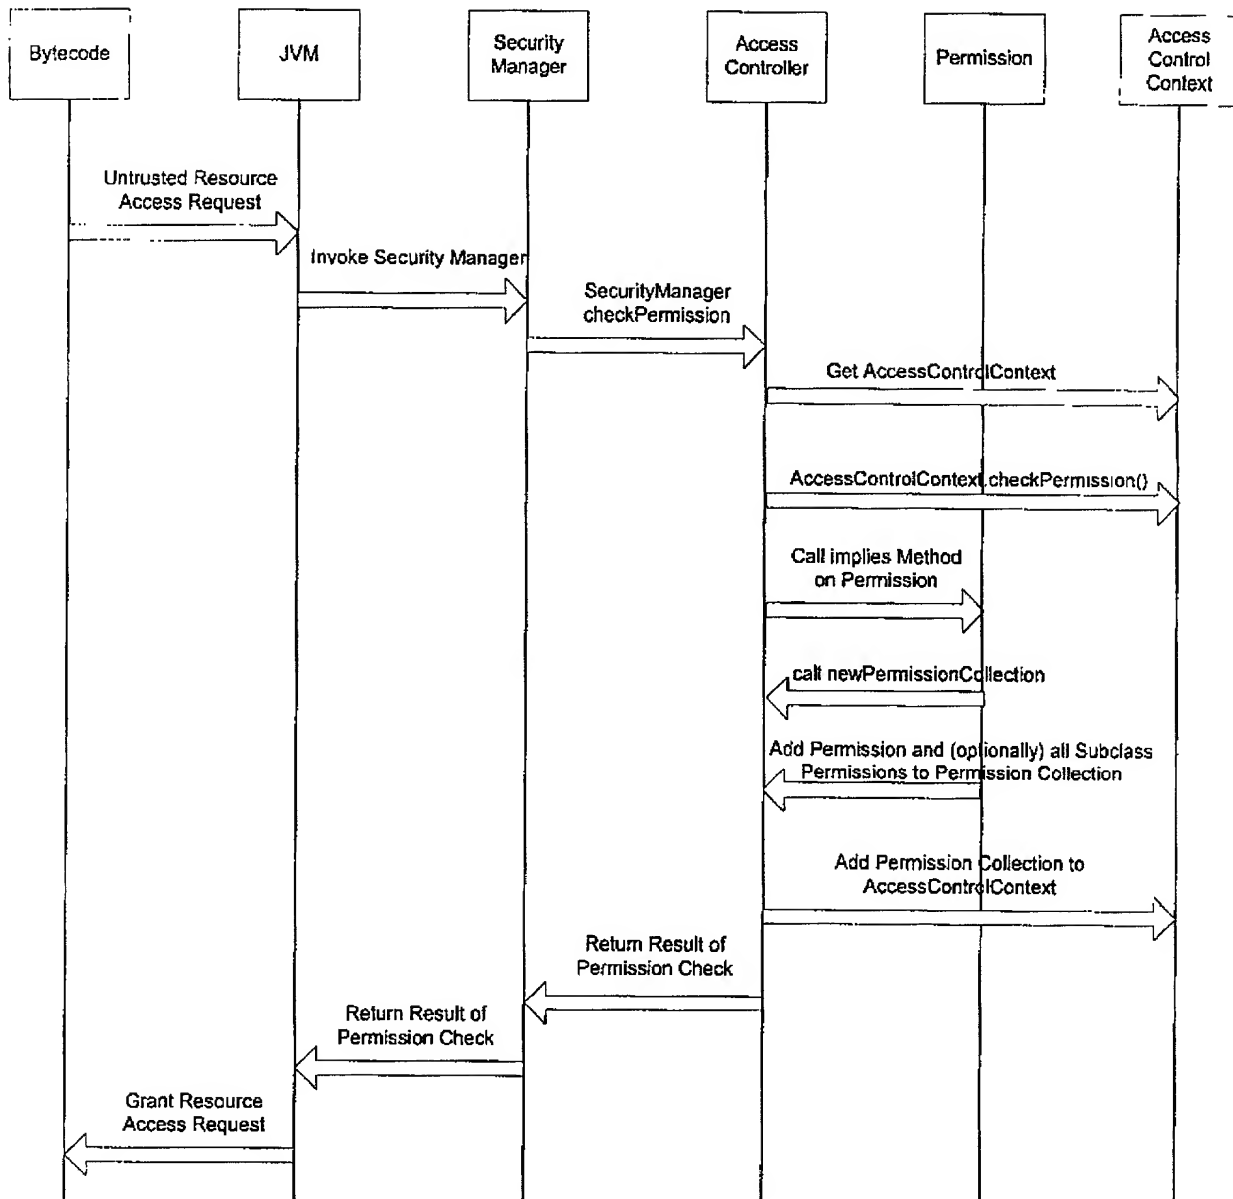 Bytecode
JVM
Security
Manager
Access
Controller
Permission
Access
Control
Context
Untrusted Resource
Access Request
Invoke Security Manager
SecurityManager
checkPermission
Get AccessControlContext
AccessControlContext.checkPermission()
Call implies Method
on Permission
call newPermissionCollection
Add Permission and (optionally) all Subclass
Permissions to Permission Collection
Add Permission Collection to
AccessControlContext
Return Result of
Permission Check
Return Result of
Permission Check
Grant Resource
Access Request